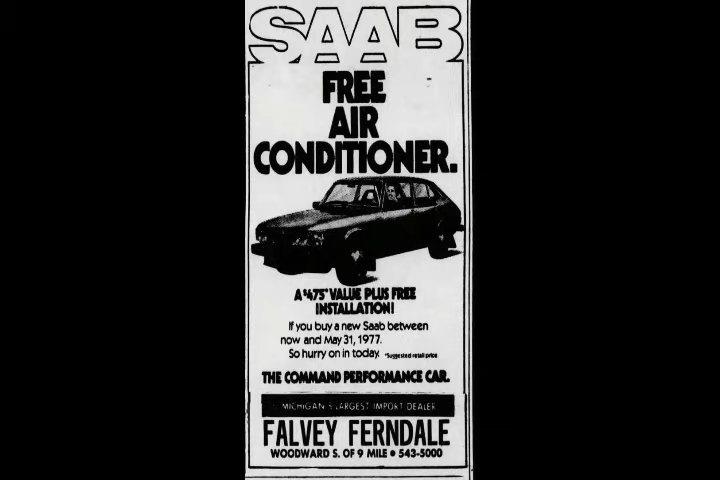 SAAB
FREE
AIR
CONDITIONER.
A $475* VALUE PLUS FREE
INSTALLATION!
If you buy a new Saab between
now and May 31, 1977.
So hurry on in today. *Suggested retail price
THE COMMAND PERFORMANCE CAR.
MICHIGAN'S LARGEST IMPORT DEALER
FALVEY FERNDALE
WOODWARD S. OF 9 MILE • 543-5000